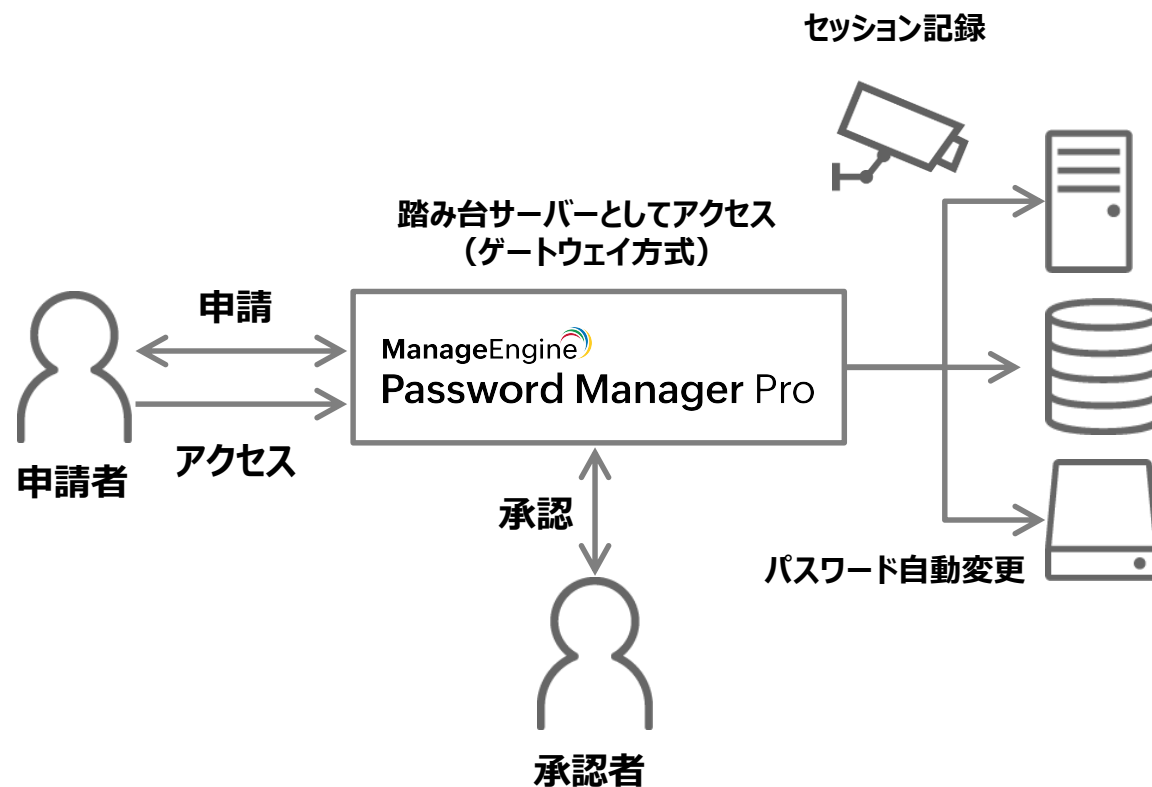 セッション記録
踏み台サーバーとしてアクセス
（ゲートウェイ方式）
申請
ManageEngine
Password Manager Pro
アクセス
申請者
承認
パスワード自動変更
承認者